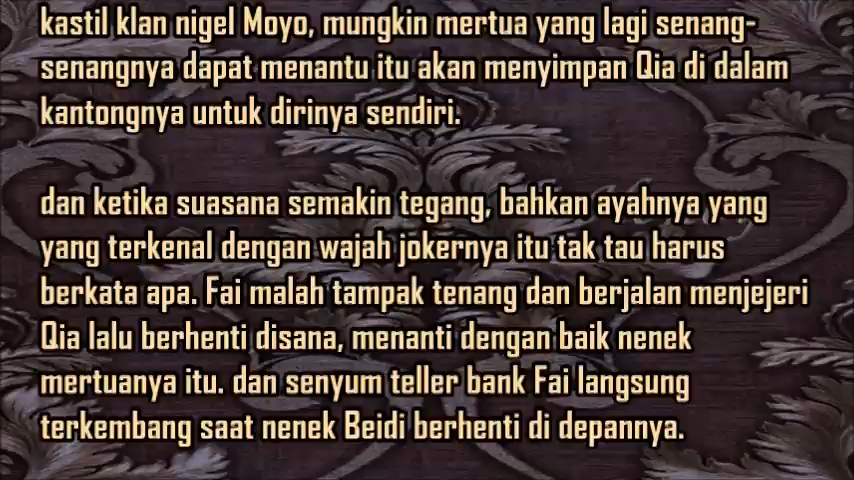 kastil klan nigel Moyo, mungkin mertua yang lagi senang-
senangnya dapat menantu itu akan menyimpan Qia di dalam
kantongnya untuk dirinya sendiri.
dan ketika suasana semakin tegang, bahkan ayahnya yang
yang terkenal dengan wajah jokernya itu tak tau harus
berkata apa. Fai malah tampak tenang dan berjalan menjejeri
Qia lalu berhenti disana, menanti dengan baik nenek
mertuanya itu. dan senyum teller bank Fai langsung
terkembang saat nenek Beidi berhenti di depannya.